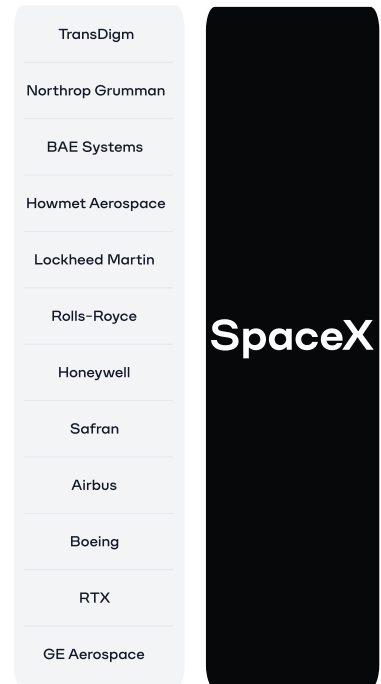 TransDigm
Northrop Grumman
BAE Systems
Howmet Aerospace
Lockheed Martin
Rolls-Royce
Honeywell
Safran
Airbus
Boeing
RTX
GE Aerospace
SpaceX